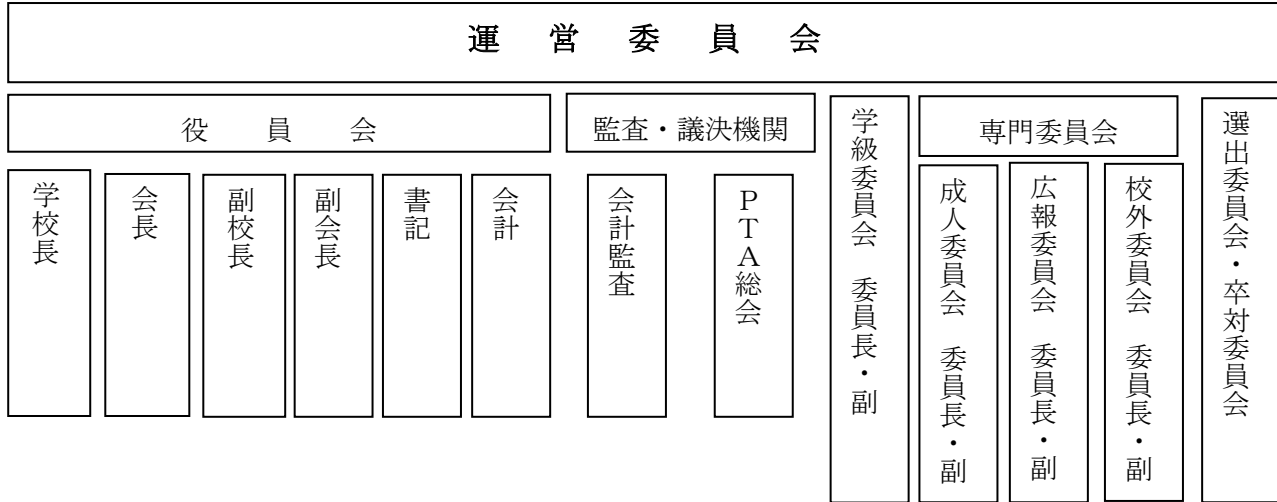 運営委員会
役員会
監査・議決機関
学級委員会 委員長・副
専門委員会
選出委員会・卒対委員会
学校長
会長
副校長
副会長
書記
会計
会計監査
PTA総会
成人委員会 委員長・副
広報委員会 委員長・副
校外委員会 委員長・副